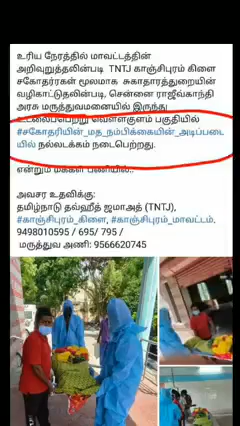 உரிய நேரத்தில் மாவட்டத்தின்
அறிவுறுத்தலின்படி TNTJ காஞ்சிபுரம் கிளை
சகோதரர்கள் மூலமாக சுகாதாரத்துறையின்
வழிகாட்டுதலின்படி, சென்னை ராஜீவ்காந்தி
அரசு மருத்துவமனையில் இருந்து
உடலைப்பெற்று வெள்ளகுளம் பகுதியில்
#சகோதரியின்_மத_நம்பிக்கையின்_அடிப்படை
யில் நல்லடக்கம் நடைபெற்றது.
என்றும் மக்கள் பணியில்..
அவசர உதவிக்கு:
தமிழ்நாடு தவ்ஹீத் ஜமாஅத் (TNTJ),
#காஞ்சிபுரம்_கிளை, #காஞ்சிபுரம்_மாவட்டம்.
9498010595 / 695/ 795 /
மருத்துவ அணி: 9566620745